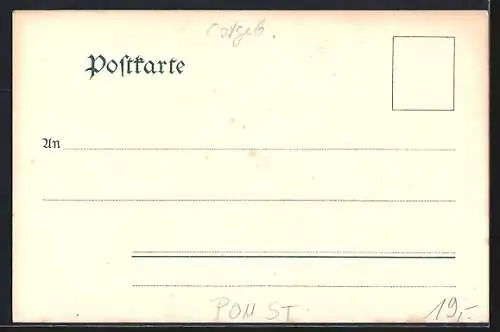 Poſtkarte
An
POM ST
19,-